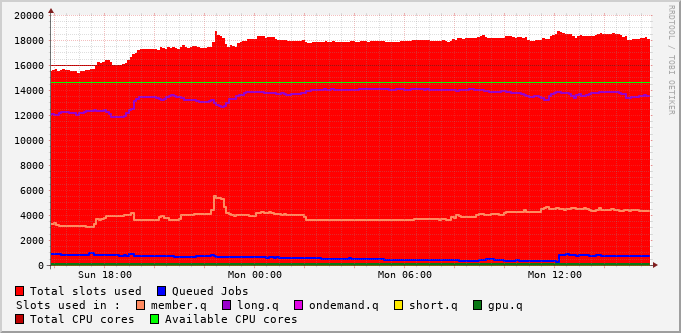 20000
18000
16000
14000
12000
10000
8000
6000
4000
2000
0
Sun 18:00 Mon 00:00 Mon 06:00 Mon 12:00
RRDTOOL / TOBI OETIKER
Total slots used Queued Jobs
Slots used in : member.q long.q ondemand.q short.q gpu.q
Total CPU cores Available CPU cores